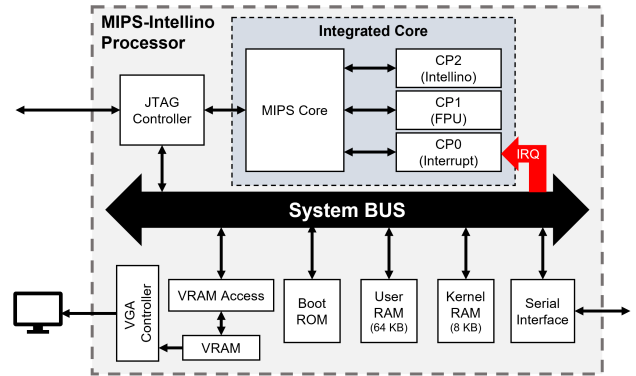 MIPS-Intellino
Processor
Integrated Core
JTAG
Controller
MIPS Core
CP2
(Intellino)
CP1
(FPU)
CP0
(Interrupt)
IRQ
System BUS
VGA
Controller
VRAM Access
VRAM
Boot
ROM
User
RAM
(64 KB)
Kernel
RAM
(8 KB)
Serial
Interface